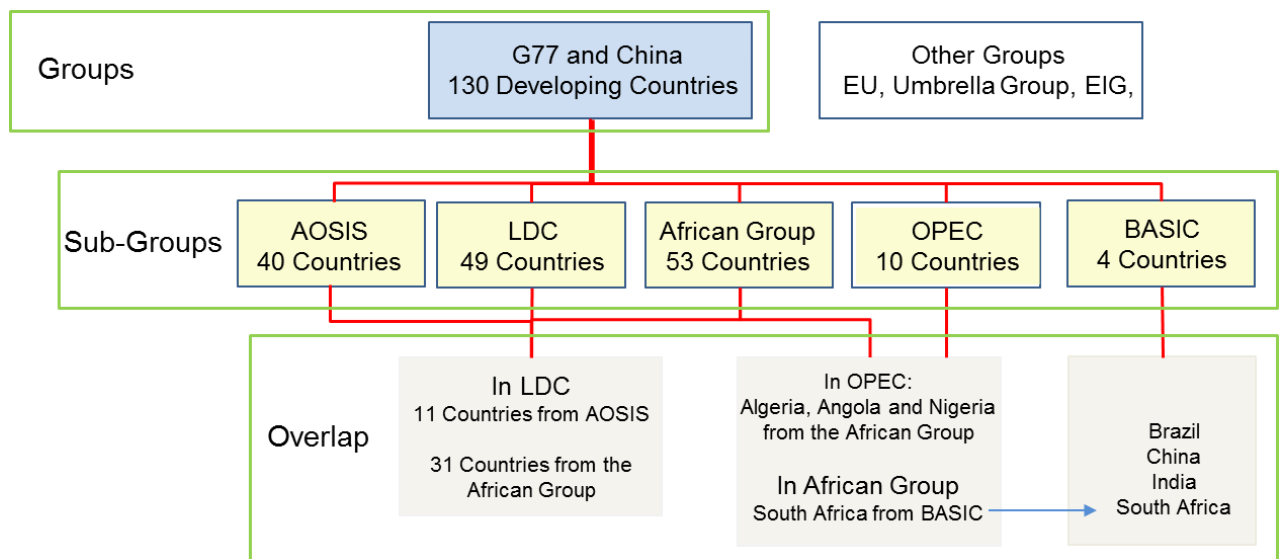 Groups
G77 and China
130 Developing Countries
Other Groups
EU, Umbrella Group, EIG,
Sub-Groups
AOSIS
40 Countries
LDC
49 Countries
African Group
53 Countries
OPEC
10 Countries
BASIC
4 Countries
Overlap
In LDC
11 Countries from AOSIS
31 Countries from the
African Group
In OPEC:
Algeria, Angola and Nigeria
from the African Group
In African Group
South Africa from BASIC
Brazil
China
India
South Africa